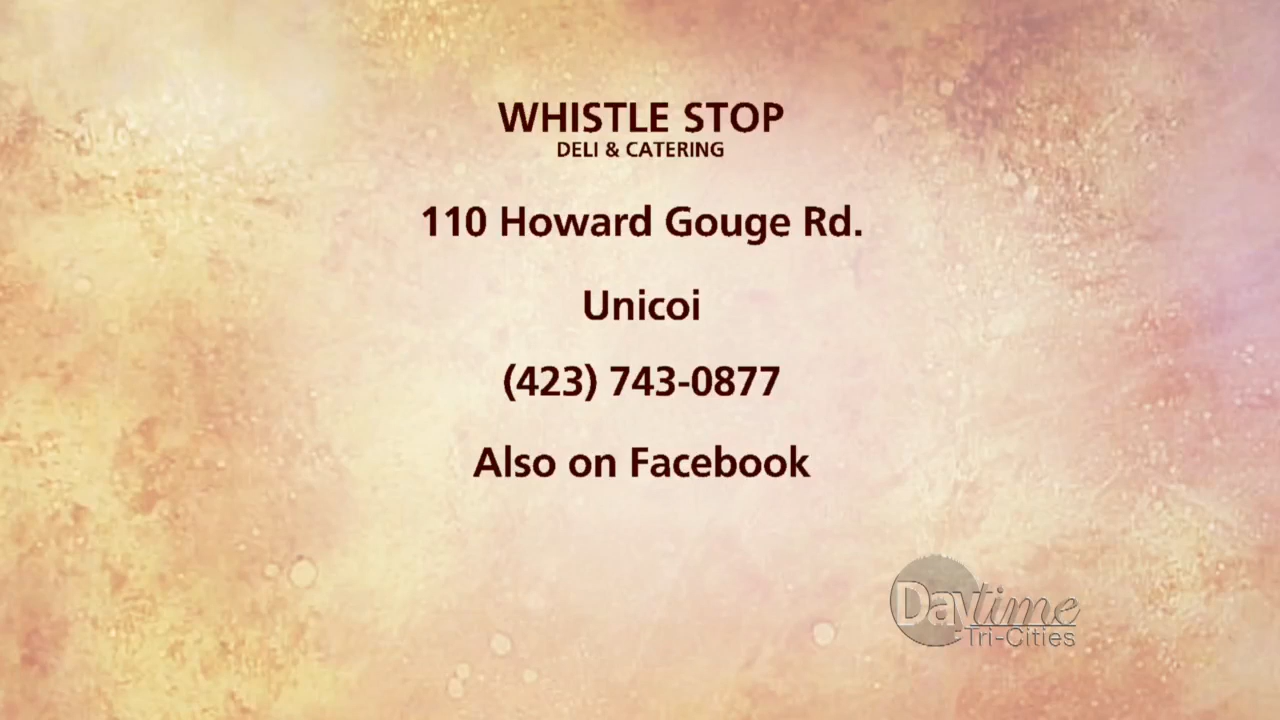 WHISTLE STOP
DELI & CATERING
110 Howard Gouge Rd.
Unicoi
(423) 743-0877
Also on Facebook
Daytime
Tri-Cities